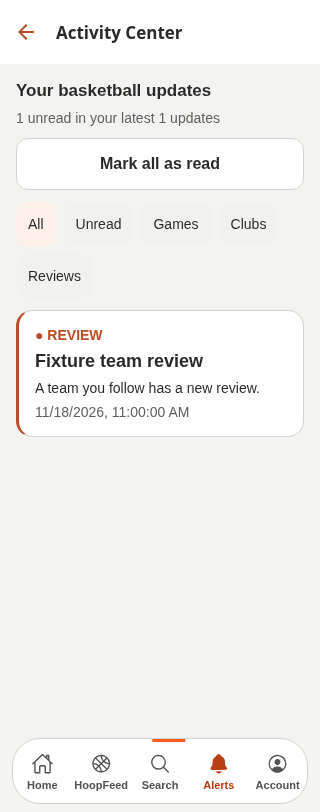 Activity Center
Your basketball updates
1 unread in your latest 1 updates
Mark all as read
All Unread Games Clubs
Reviews
● REVIEW
Fixture team review
A team you follow has a new review.
11/18/2026, 11:00:00 AM
Home HoopFeed Search Alerts Account